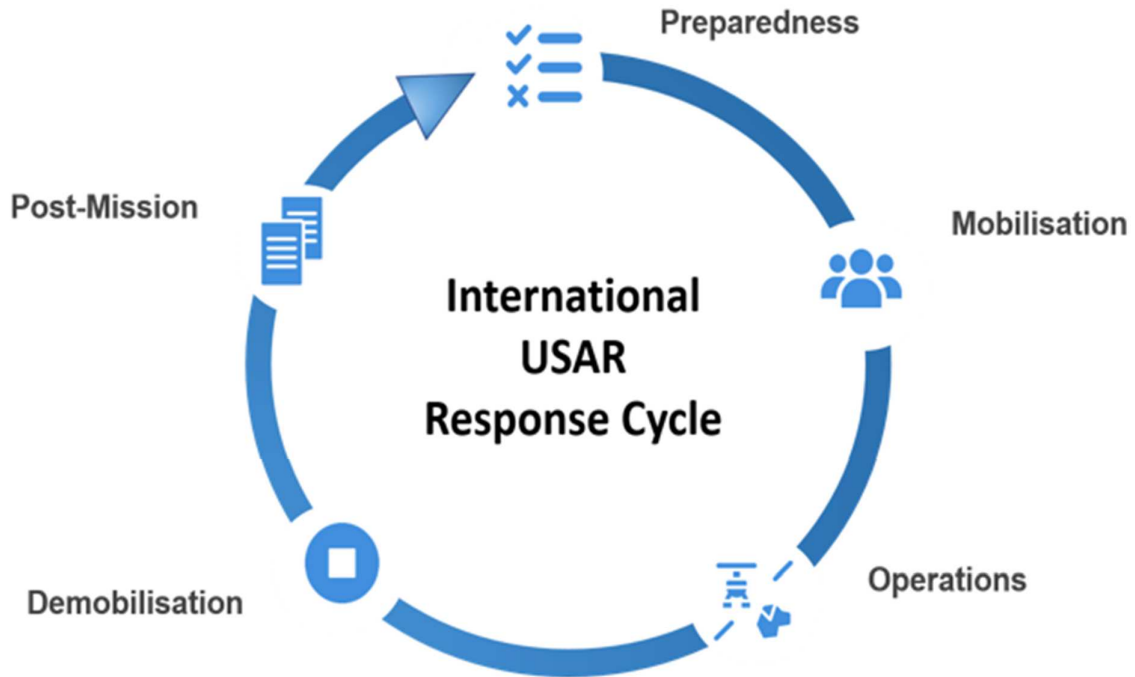 Preparedness
Mobilisation
Operations
Demobilisation
Post-Mission
International
USAR
Response Cycle